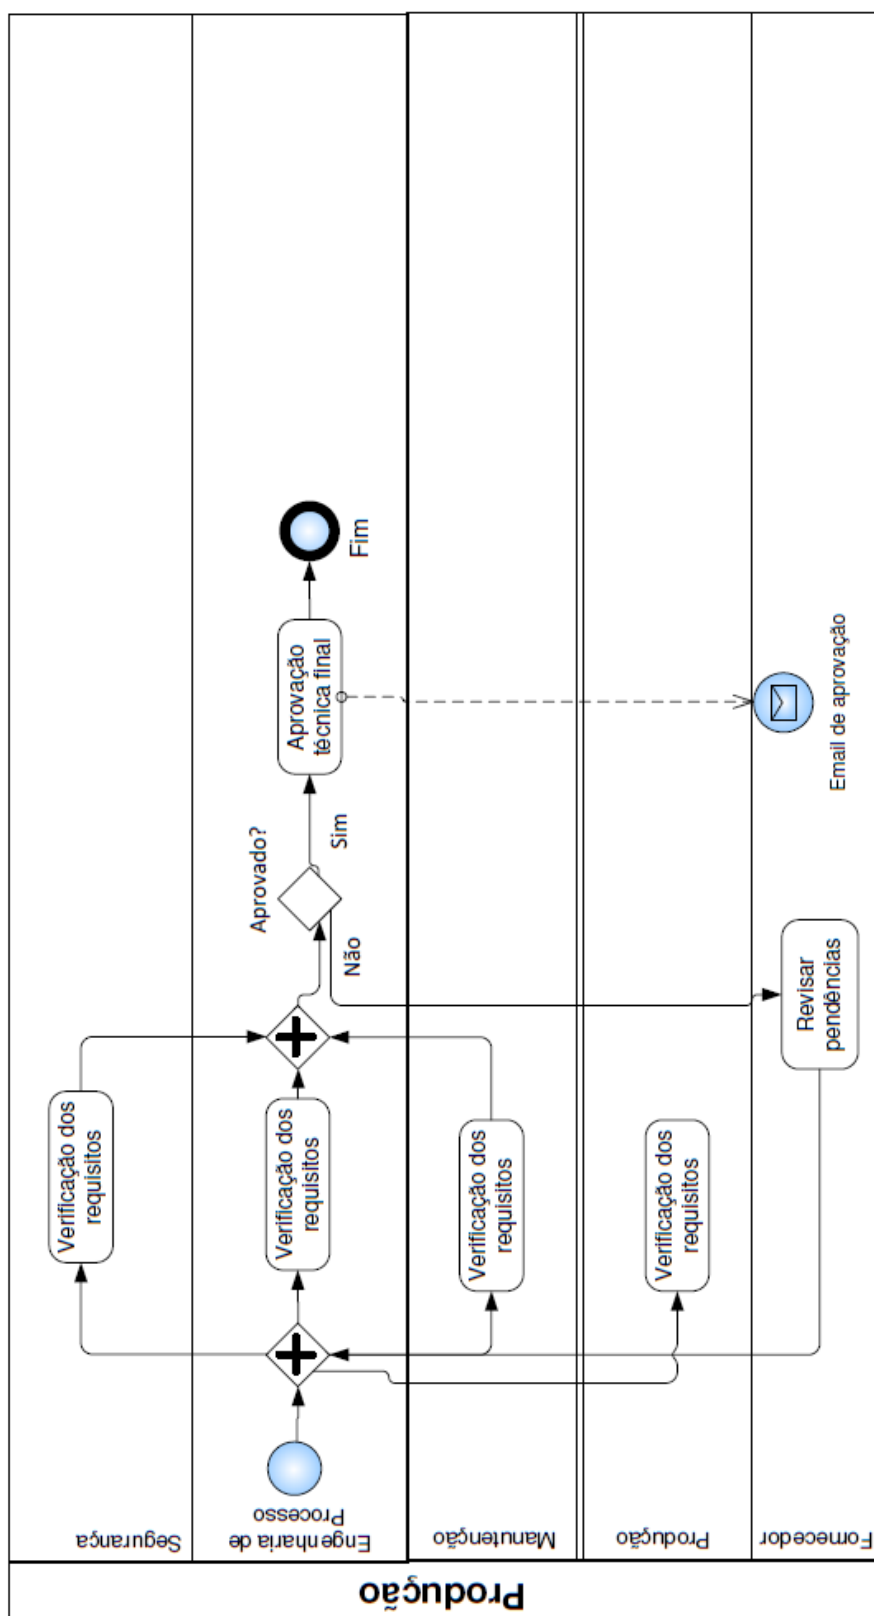 Produção
Segurança
Engenharia de
Processo
Manutenção
Produção
Fornecedor
Verificação dos
requisitos
Verificação dos
requisitos
Verificação dos
requisitos
Verificação dos
requisitos
Revisar
pendências
Aprovado?
Não
Sim
Aprovação
técnica final
Fim
Email de aprovação